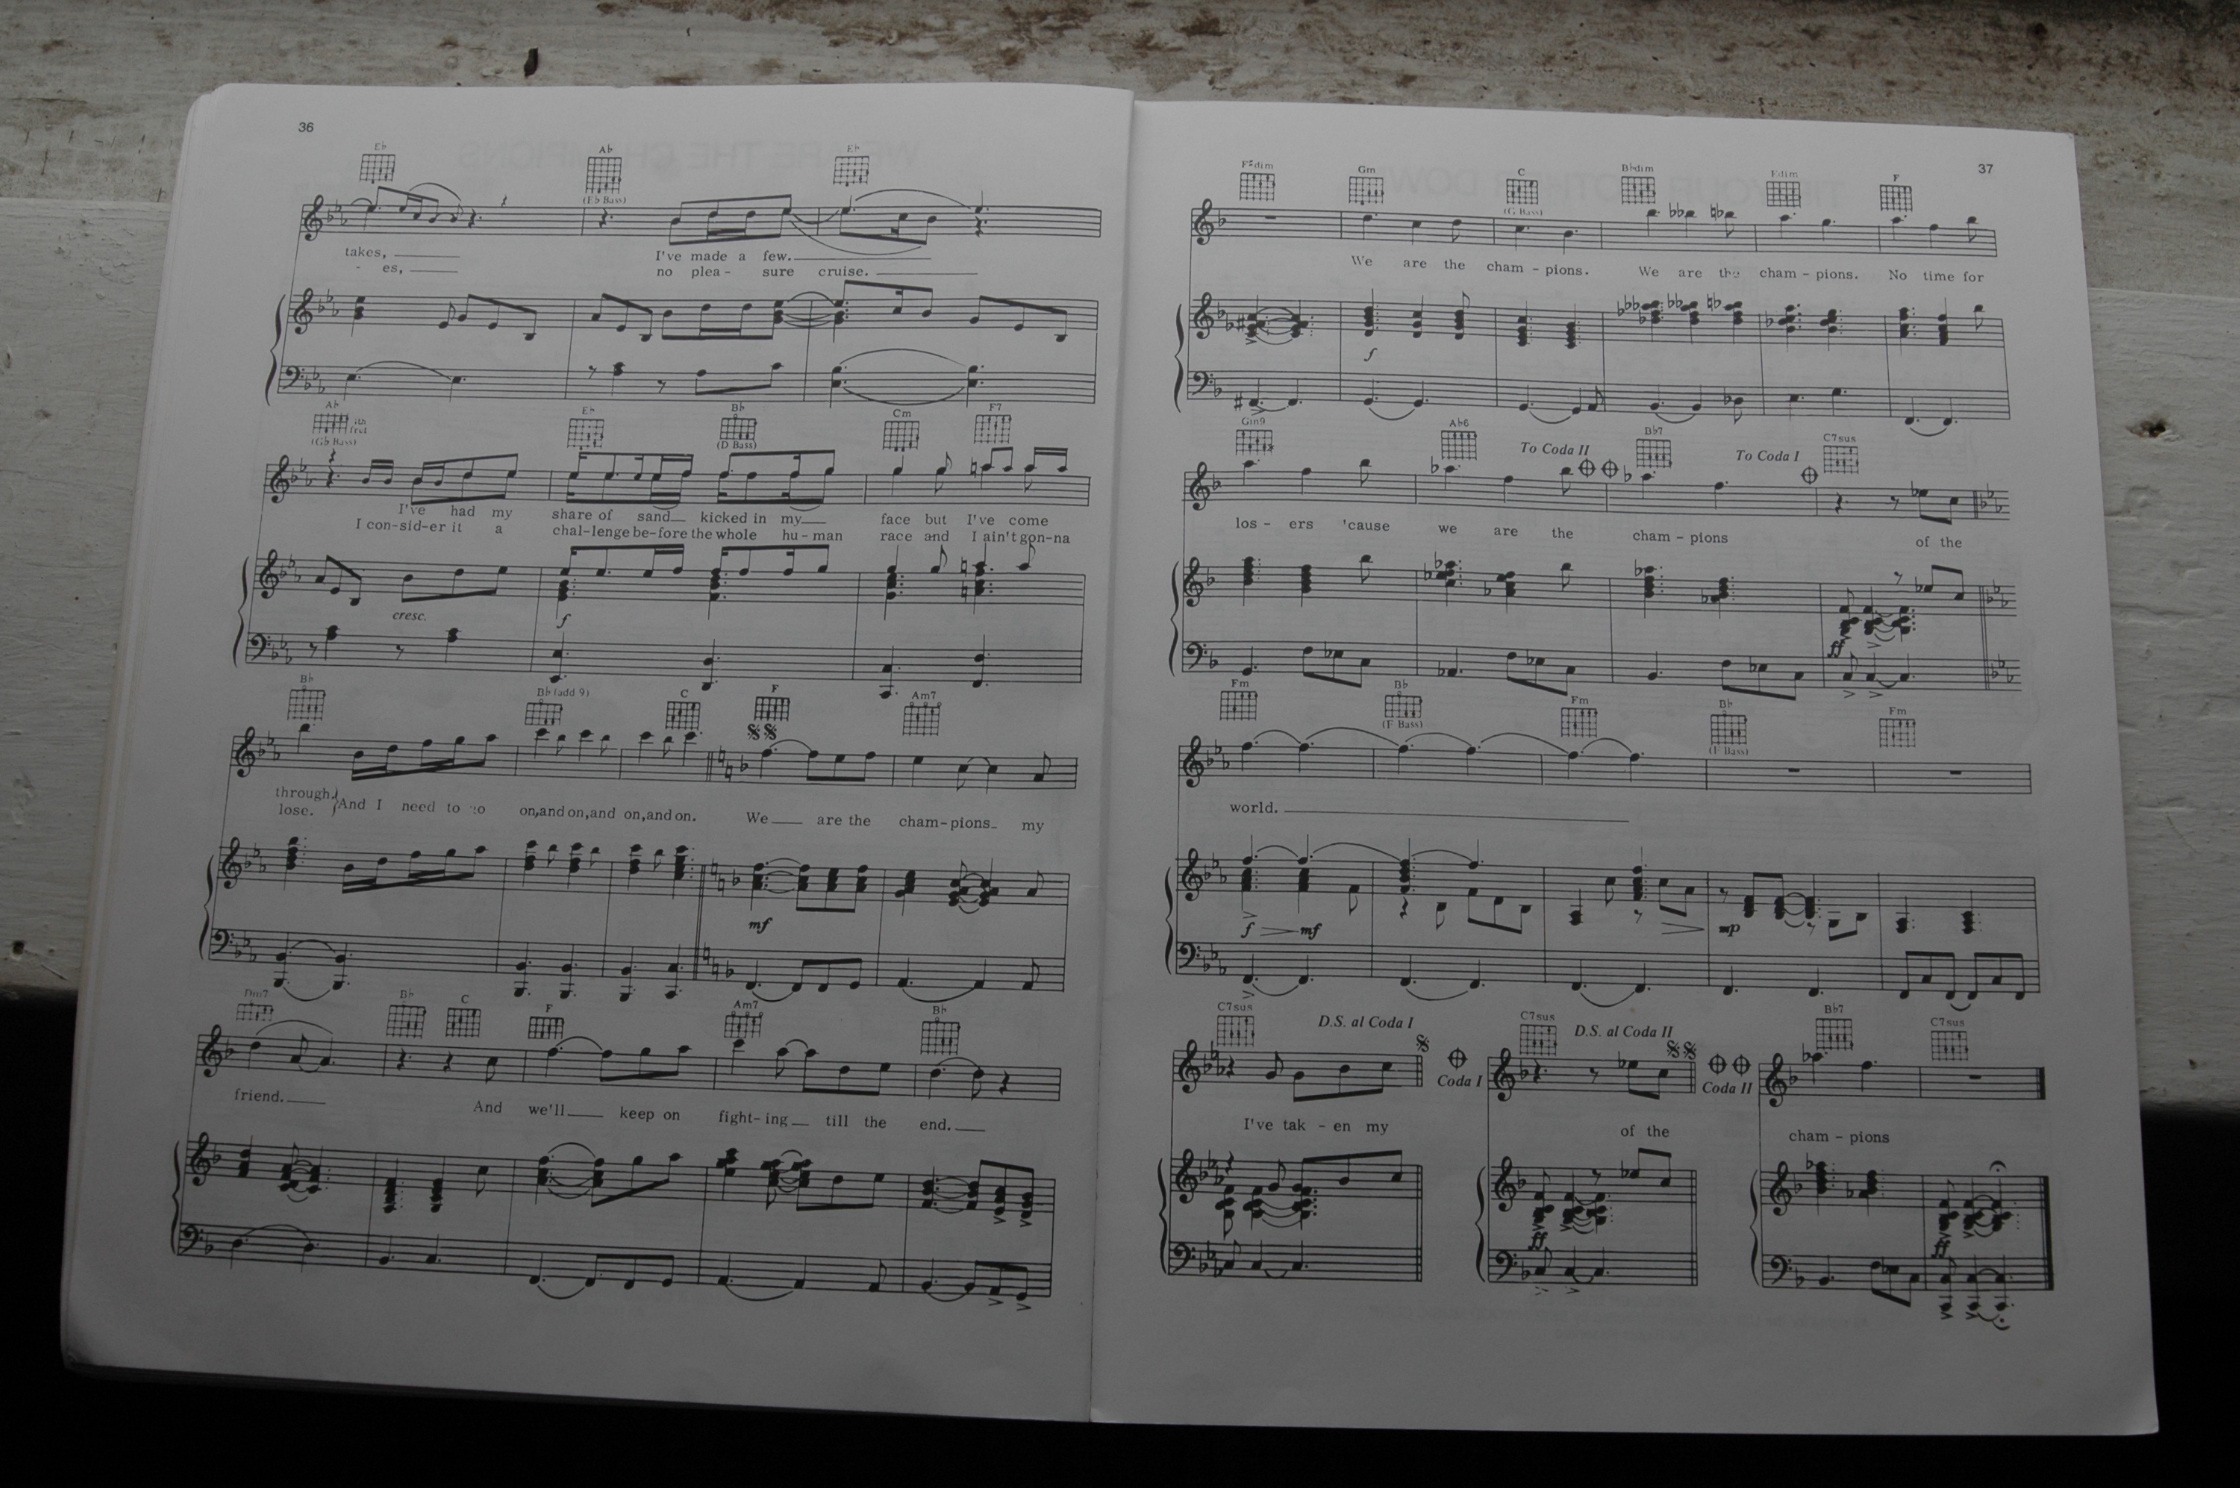 36
E♭ A♭ E♭
(E♭ Bass)
takes, I've made a few.
- es, no plea - sure cruise.
A♭ E♭ B♭ Cm F7
4th fret
(G♭ Bass) (D Bass)
I've had my share of sand kicked in my face but I've come
I con-sid-er it a chal-lenge be-fore the whole hu-man race and I ain't gon-na
cresc. f
B♭ B♭ (add 9) C F Am7
through.
lose. And I need to go on, and on, and on, and on. We are the cham-pions my
mf
Dm7 B♭ C F Am7 B♭
friend. And we'll keep on fight-ing till the end.
37
F♯dim Gm C B♭dim F
(G Bass)
We are the cham - pions. We are the cham - pions. No time for
f
Gm9 A♭6 To Coda II B♭7 To Coda I C7sus
los - ers 'cause we are the cham - pions of the
ff
Fm B♭ Fm B♭ Fm
(F Bass) (F Bass)
world.
f mf mp
C7sus D.S. al Coda I C7sus D.S. al Coda II B♭7 C7sus
Coda I Coda II
I've tak - en my of the cham - pions
ff ff